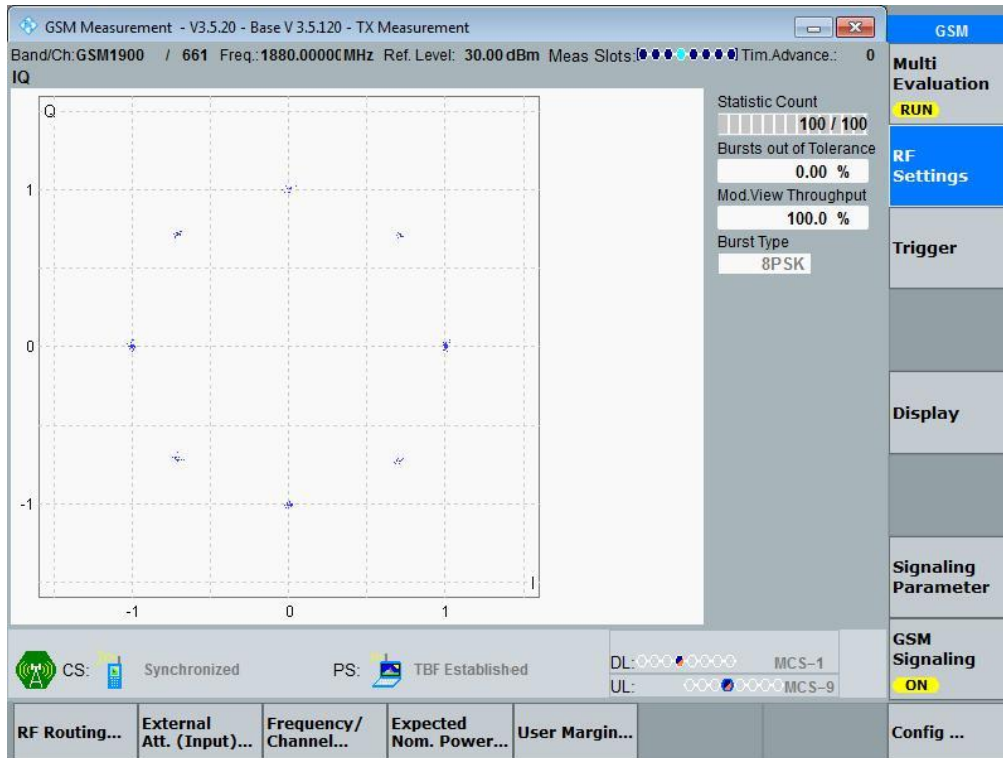 GSM Measurement - V3.5.20 - Base V 3.5.120 - TX Measurement
GSM
Band/Ch:GSM1900 / 661 Freq.:1880.00000MHz Ref. Level: 30.00 dBm Meas Slots: Tim.Advance.: 0
IQ
Q
1
0
-1
-1 0 1
I
Statistic Count
100 / 100
Bursts out of Tolerance
0.00 %
Mod.View Throughput
100.0 %
Burst Type
8PSK
Multi
Evaluation
RUN
RF
Settings
Trigger
Display
Signaling
Parameter
GSM
Signaling
ON
CS: Synchronized PS: TBF Established
DL: MCS-1
UL: MCS-9
RF Routing...
External
Att. (Input)...
Frequency/
Channel...
Expected
Nom. Power...
User Margin...
Config ...